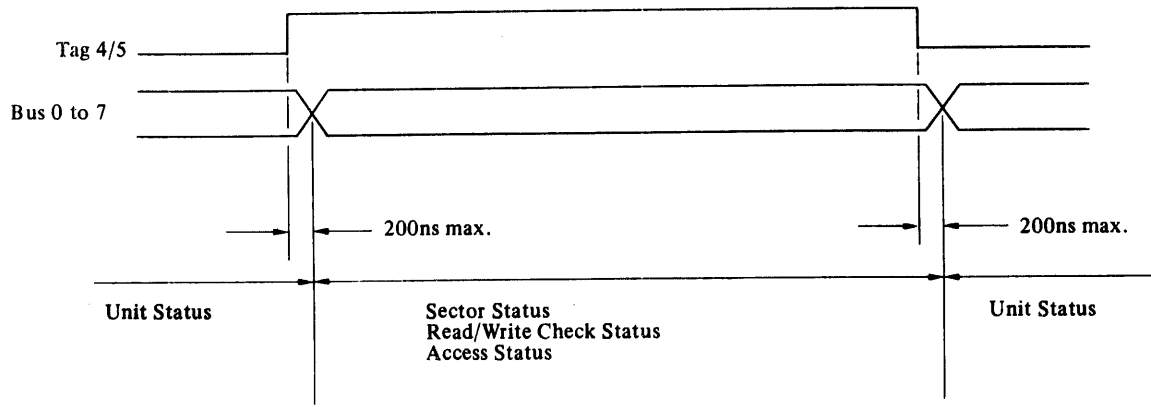 Tag 4/5
Bus 0 to 7
200ns max.
200ns max.
Unit Status
Sector Status
Read/Write Check Status
Access Status
Unit Status